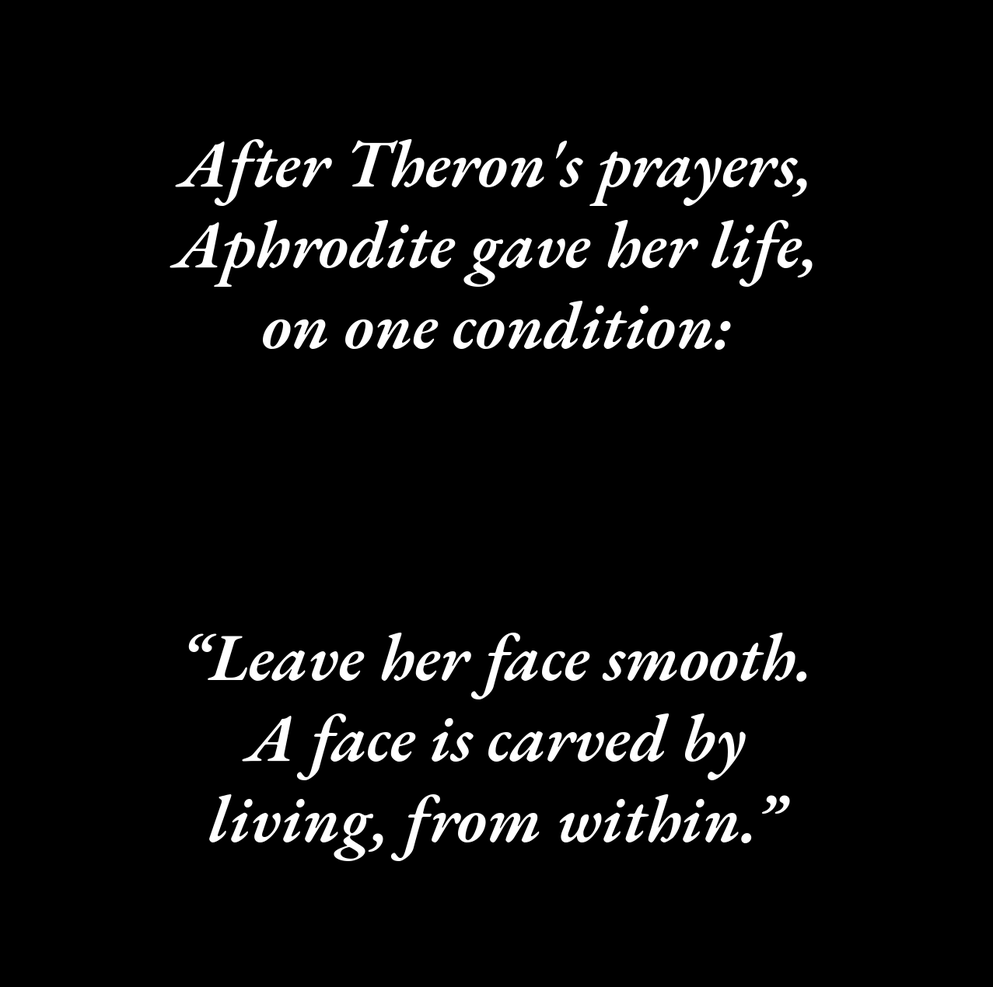 After Theron's prayers,
Aphrodite gave her life,
on one condition:
“Leave her face smooth.
A face is carved by
living, from within.”